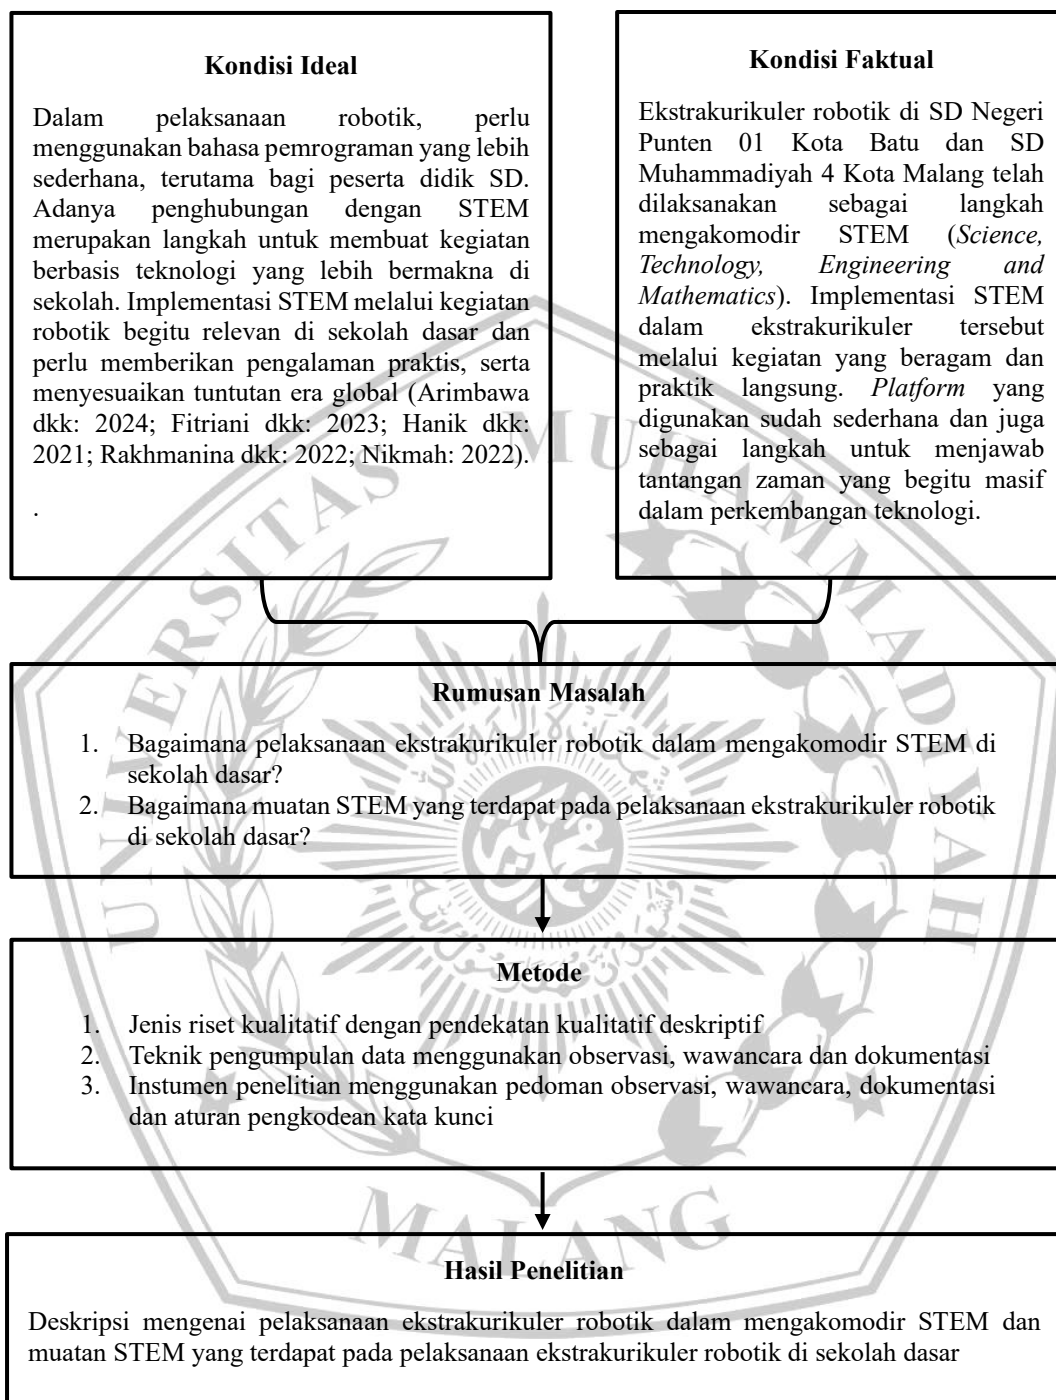 Kondisi Ideal
Dalam pelaksanaan robotik, perlu
menggunakan bahasa pemrograman yang lebih
sederhana, terutama bagi peserta didik SD.
Adanya penghubungan dengan STEM
merupakan langkah untuk membuat kegiatan
berbasis teknologi yang lebih bermakna di
sekolah. Implementasi STEM melalui kegiatan
robotik begitu relevan di sekolah dasar dan
perlu memberikan pengalaman praktis, serta
menyesuaikan tuntutan era global (Arimbawa
dkk: 2024; Fitriani dkk: 2023; Hanik dkk:
2021; Rakhmanina dkk: 2022; Nikmah: 2022).
.
Kondisi Faktual
Ekstrakurikuler robotik di SD Negeri
Punten 01 Kota Batu dan SD
Muhammadiyah 4 Kota Malang telah
dilaksanakan sebagai langkah
mengakomodir STEM (Science,
Technology, Engineering and
Mathematics). Implementasi STEM
dalam ekstrakurikuler tersebut
melalui kegiatan yang beragam dan
praktik langsung. Platform yang
digunakan sudah sederhana dan juga
sebagai langkah untuk menjawab
tantangan zaman yang begitu masif
dalam perkembangan teknologi.
Rumusan Masalah
1. Bagaimana pelaksanaan ekstrakurikuler robotik dalam mengakomodir STEM di
sekolah dasar?
2. Bagaimana muatan STEM yang terdapat pada pelaksanaan ekstrakurikuler robotik
di sekolah dasar?
Metode
1. Jenis riset kualitatif dengan pendekatan kualitatif deskriptif
2. Teknik pengumpulan data menggunakan observasi, wawancara dan dokumentasi
3. Instumen penelitian menggunakan pedoman observasi, wawancara, dokumentasi
dan aturan pengkodean kata kunci
Hasil Penelitian
Deskripsi mengenai pelaksanaan ekstrakurikuler robotik dalam mengakomodir STEM dan
muatan STEM yang terdapat pada pelaksanaan ekstrakurikuler robotik di sekolah dasar
UNIVERSITAS MUHAMMADIYAH
MALANG